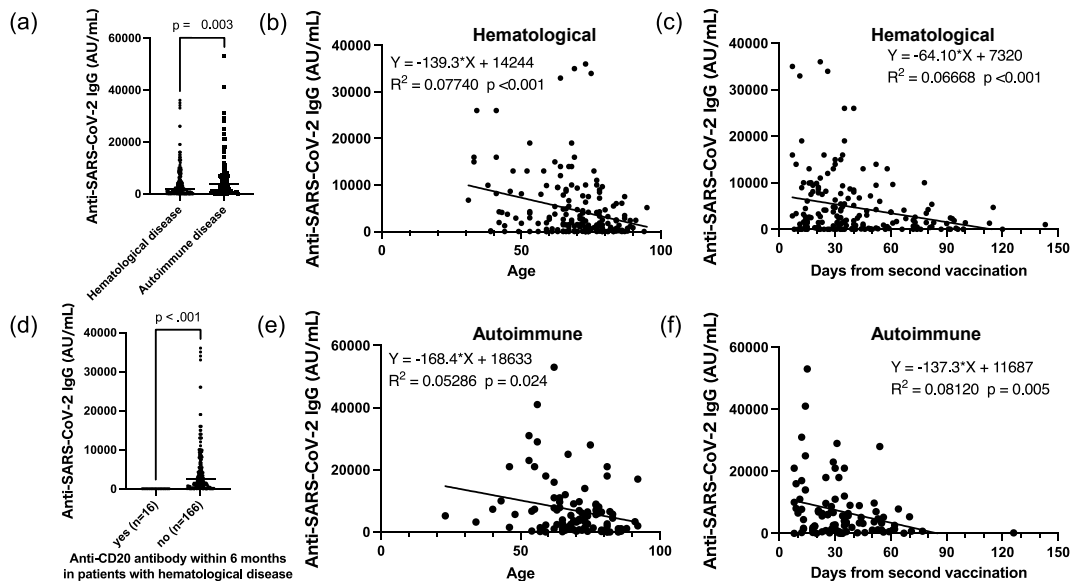 (a)
p = 0.003
Anti-SARS-CoV-2 IgG (AU/mL)
60000
40000
20000
0
Hematological disease
Autoimmune disease
(b)
Hematological
Y = -139.3*X + 14244
R2 = 0.07740 p <0.001
Anti-SARS-CoV-2 IgG (AU/mL)
40000
30000
20000
10000
0
0 50 100
Age
(c)
Hematological
Y = -64.10*X + 7320
R2 = 0.06668 p <0.001
Anti-SARS-CoV-2 IgG (AU/mL)
40000
30000
20000
10000
0
0 30 60 90 120 150
Days from second vaccination
(d)
p < .001
Anti-SARS-CoV-2 IgG (AU/mL)
40000
30000
20000
10000
0
yes (n=16)
no (n=166)
Anti-CD20 antibody within 6 months
in patients with hematological disease
(e)
Autoimmune
Y = -168.4*X + 18633
R2 = 0.05286 p = 0.024
Anti-SARS-CoV-2 IgG (AU/mL)
60000
40000
20000
0
0 50 100
Age
(f)
Autoimmune
Y = -137.3*X + 11687
R2 = 0.08120 p = 0.005
Anti-SARS-CoV-2 IgG (AU/mL)
60000
40000
20000
0
0 30 60 90 120 150
Days from second vaccination